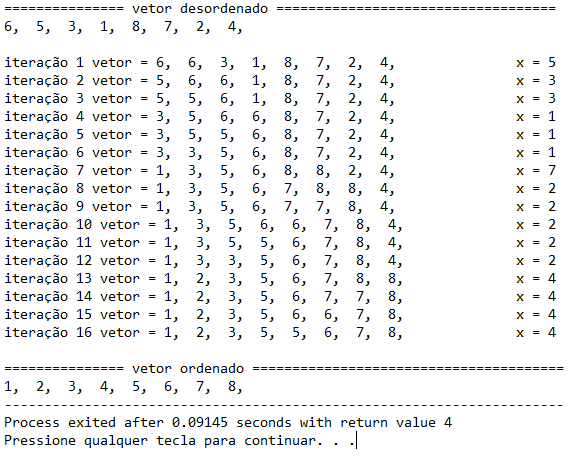 =============== vetor desordenado ===================================
6, 5, 3, 1, 8, 7, 2, 4,
iteração 1 vetor = 6, 6, 3, 1, 8, 7, 2, 4, x = 5
iteração 2 vetor = 5, 6, 6, 1, 8, 7, 2, 4, x = 3
iteração 3 vetor = 5, 5, 6, 1, 8, 7, 2, 4, x = 3
iteração 4 vetor = 3, 5, 6, 6, 8, 7, 2, 4, x = 1
iteração 5 vetor = 3, 5, 5, 6, 8, 7, 2, 4, x = 1
iteração 6 vetor = 3, 3, 5, 6, 8, 7, 2, 4, x = 1
iteração 7 vetor = 1, 3, 5, 6, 8, 8, 2, 4, x = 7
iteração 8 vetor = 1, 3, 5, 6, 7, 8, 8, 4, x = 2
iteração 9 vetor = 1, 3, 5, 6, 7, 7, 8, 4, x = 2
iteração 10 vetor = 1, 3, 5, 6, 6, 7, 8, 4, x = 2
iteração 11 vetor = 1, 3, 5, 5, 6, 7, 8, 4, x = 2
iteração 12 vetor = 1, 3, 3, 5, 6, 7, 8, 4, x = 2
iteração 13 vetor = 1, 2, 3, 5, 6, 7, 8, 8, x = 4
iteração 14 vetor = 1, 2, 3, 5, 6, 7, 7, 8, x = 4
iteração 15 vetor = 1, 2, 3, 5, 6, 6, 7, 8, x = 4
iteração 16 vetor = 1, 2, 3, 5, 5, 6, 7, 8, x = 4
=============== vetor ordenado =======================================
1, 2, 3, 4, 5, 6, 7, 8,
----------------------------------------------------------------------
Process exited after 0.09145 seconds with return value 4
Pressione qualquer tecla para continuar. . .